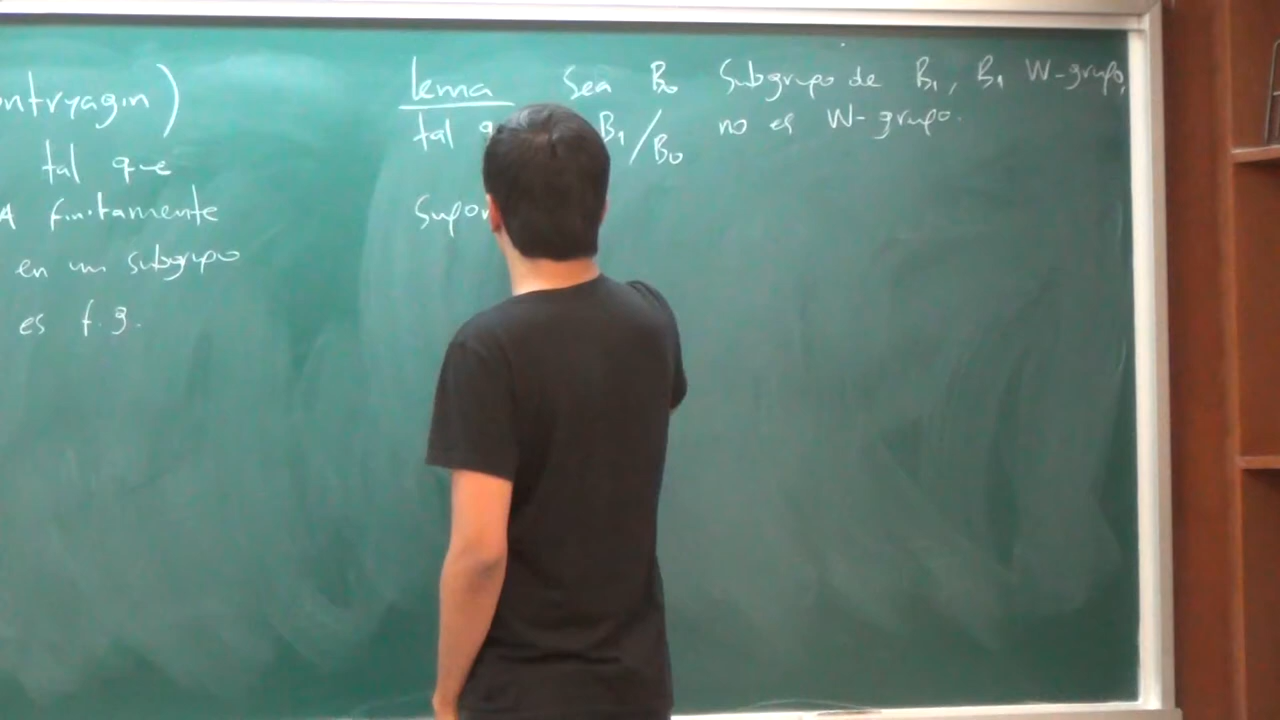 ontryagin)
tal que
A finitamente
en un subgrupo
es f.g.
lema Sea B₀ Subgrupo de B₁, B₁ W-grupo,
tal q B₁/B₀ no es W-grupo.
Supon